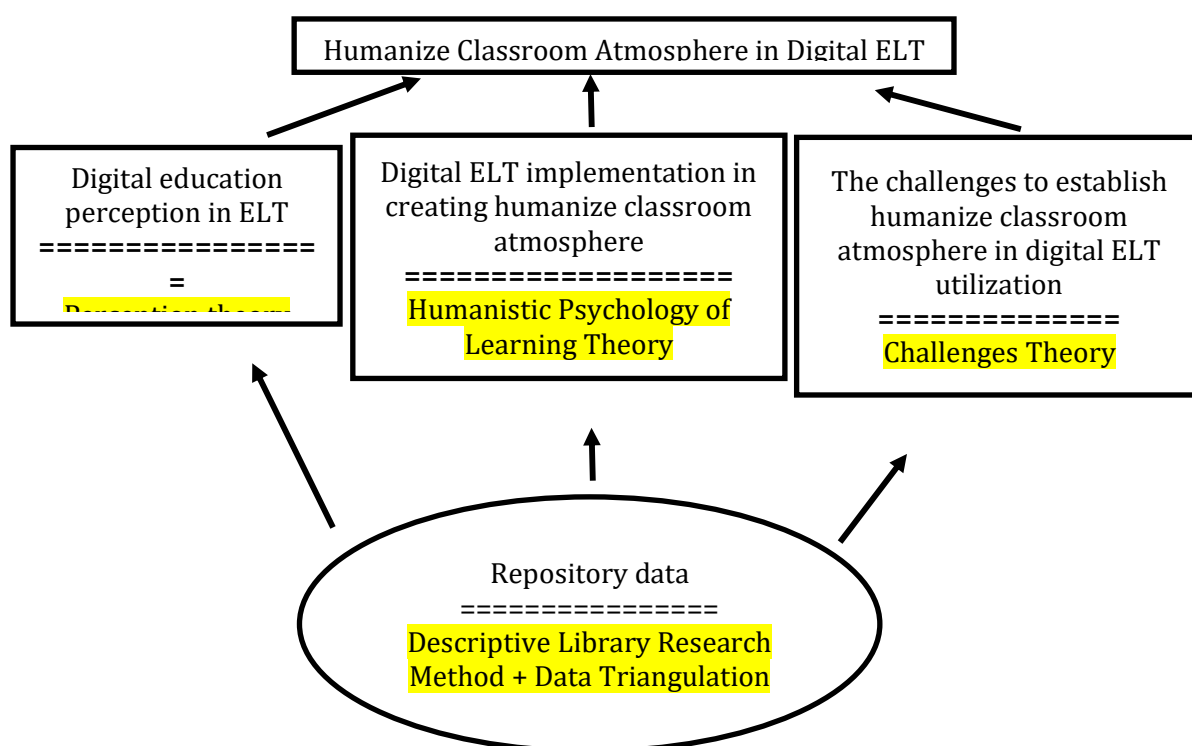 Humanize Classroom Atmosphere in Digital ELT
Digital education
perception in ELT
================
=
Perception theory
Digital ELT implementation in
creating humanize classroom
atmosphere
===================
Humanistic Psychology of
Learning Theory
The challenges to establish
humanize classroom
atmosphere in digital ELT
utilization
==============
Challenges Theory
Repository data
================
Descriptive Library Research
Method + Data Triangulation